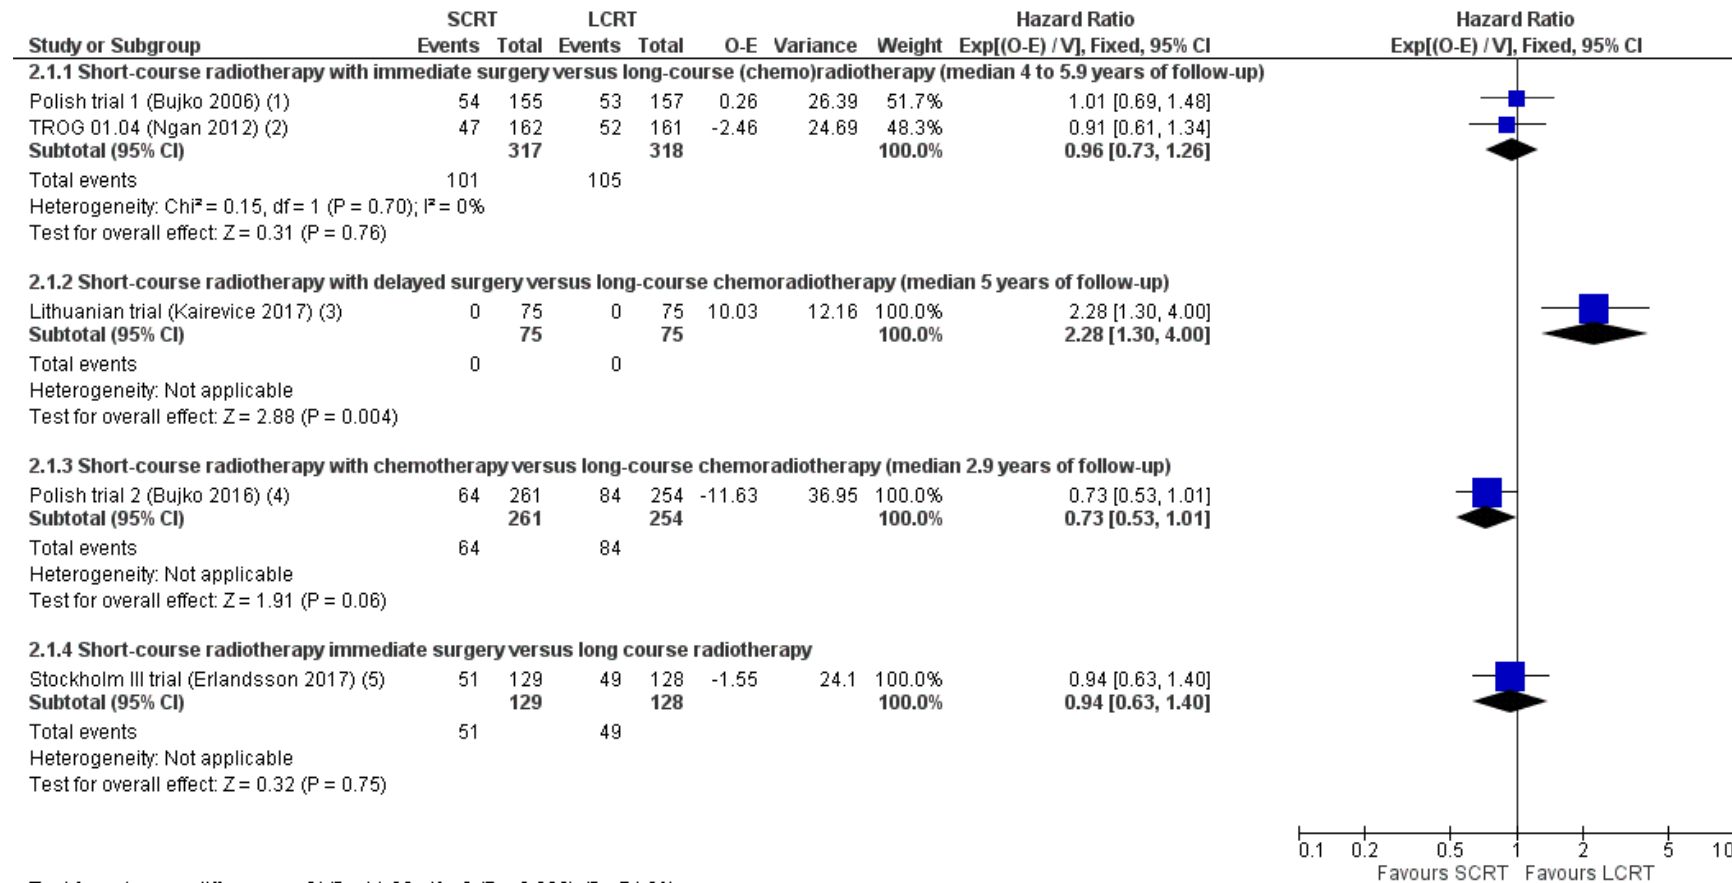 SCRT LCRT Hazard Ratio Hazard Ratio
Study or Subgroup Events Total Events Total O-E Variance Weight Exp[(O-E) / V], Fixed, 95% CI Exp[(O-E) / V], Fixed, 95% CI
2.1.1 Short-course radiotherapy with immediate surgery versus long-course (chemo)radiotherapy (median 4 to 5.9 years of follow-up)
Polish trial 1 (Bujko 2006) (1) 54 155 53 157 0.26 26.39 51.7% 1.01 [0.69, 1.48]
TROG 01.04 (Ngan 2012) (2) 47 162 52 161 -2.46 24.69 48.3% 0.91 [0.61, 1.34]
Subtotal (95% CI) 317 318 100.0% 0.96 [0.73, 1.26]
Total events 101 105
Heterogeneity: Chi² = 0.15, df = 1 (P = 0.70); I² = 0%
Test for overall effect: Z = 0.31 (P = 0.76)
2.1.2 Short-course radiotherapy with delayed surgery versus long-course chemoradiotherapy (median 5 years of follow-up)
Lithuanian trial (Kairevice 2017) (3) 0 75 0 75 10.03 12.16 100.0% 2.28 [1.30, 4.00]
Subtotal (95% CI) 75 75 100.0% 2.28 [1.30, 4.00]
Total events 0 0
Heterogeneity: Not applicable
Test for overall effect: Z = 2.88 (P = 0.004)
2.1.3 Short-course radiotherapy with chemotherapy versus long-course chemoradiotherapy (median 2.9 years of follow-up)
Polish trial 2 (Bujko 2016) (4) 64 261 84 254 -11.63 36.95 100.0% 0.73 [0.53, 1.01]
Subtotal (95% CI) 261 254 100.0% 0.73 [0.53, 1.01]
Total events 64 84
Heterogeneity: Not applicable
Test for overall effect: Z = 1.91 (P = 0.06)
2.1.4 Short-course radiotherapy immediate surgery versus long course radiotherapy
Stockholm III trial (Erlandsson 2017) (5) 51 129 49 128 -1.55 24.1 100.0% 0.94 [0.63, 1.40]
Subtotal (95% CI) 129 128 100.0% 0.94 [0.63, 1.40]
Total events 51 49
Heterogeneity: Not applicable
Test for overall effect: Z = 0.32 (P = 0.75)
0.1 0.2 0.5 1 2 5 10
Favours SCRT Favours LCRT